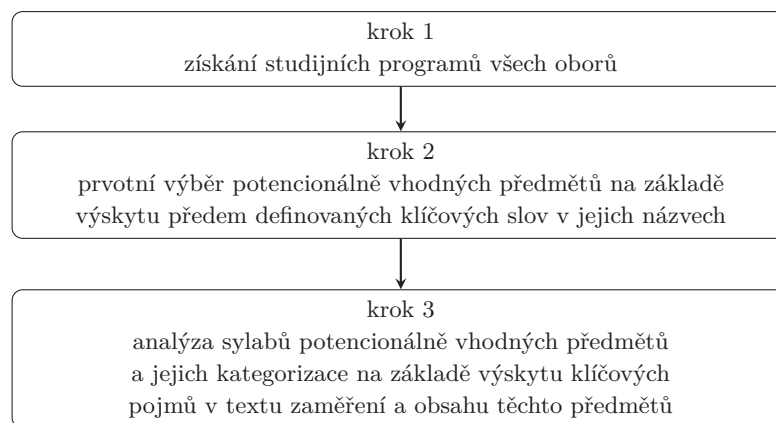 krok 1
získání studijních programů všech oborů
krok 2
prvotní výběr potencionálně vhodných předmětů na základě
výskytu předem definovaných klíčových slov v jejich názvech
krok 3
analýza sylabů potencionálně vhodných předmětů
a jejich kategorizace na základě výskytu klíčových
pojmů v textu zaměření a obsahu těchto předmětů